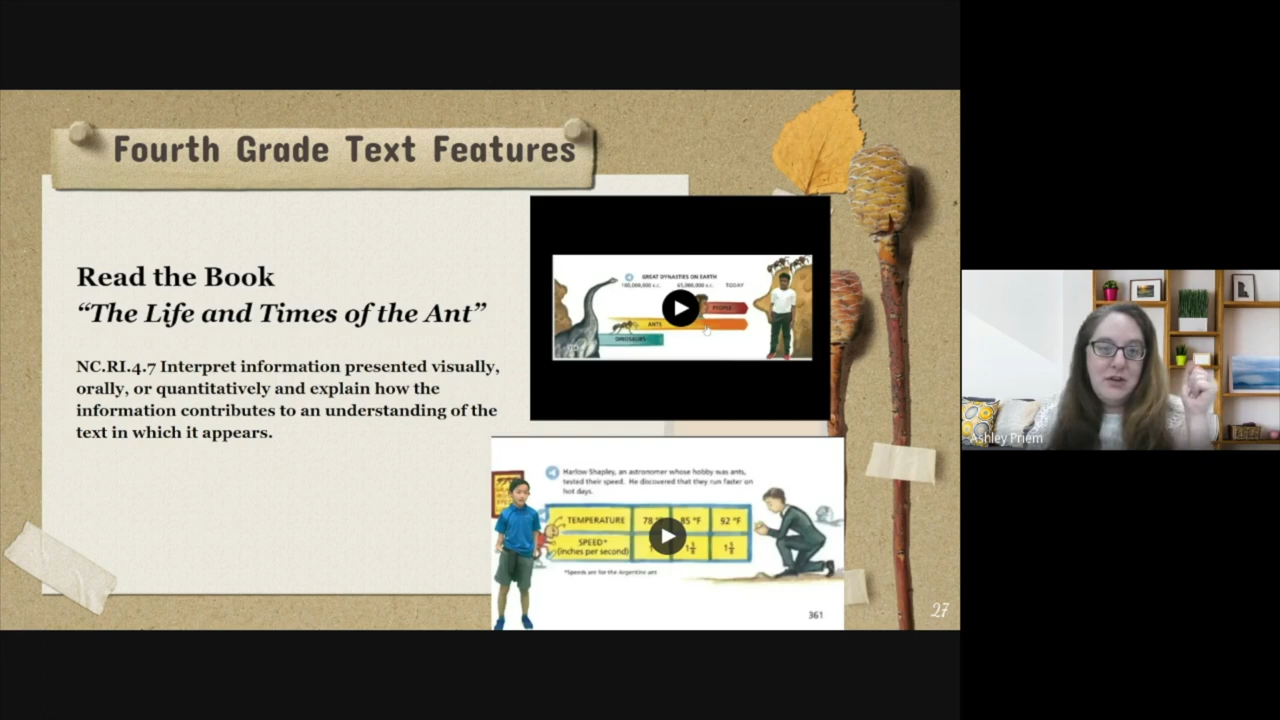 Fourth Grade Text Features
Read the Book
“The Life and Times of the Ant”
NC.RI.4.7 Interpret information presented visually,
orally, or quantitatively and explain how the
information contributes to an understanding of the
text in which it appears.
GREAT DYNASTIES ON EARTH
TODAY
PEOPLE
ANTS
DINOSAURS
Harlow Shapley, an astronomer whose hobby was ants,
tested their speed. He discovered that they run faster on
hot days.
TEMPERATURE 78 85 °F 92 °F
SPEED*
(inches per second)
*Speeds are for the Argentine ant
361
27
Ashley Priem